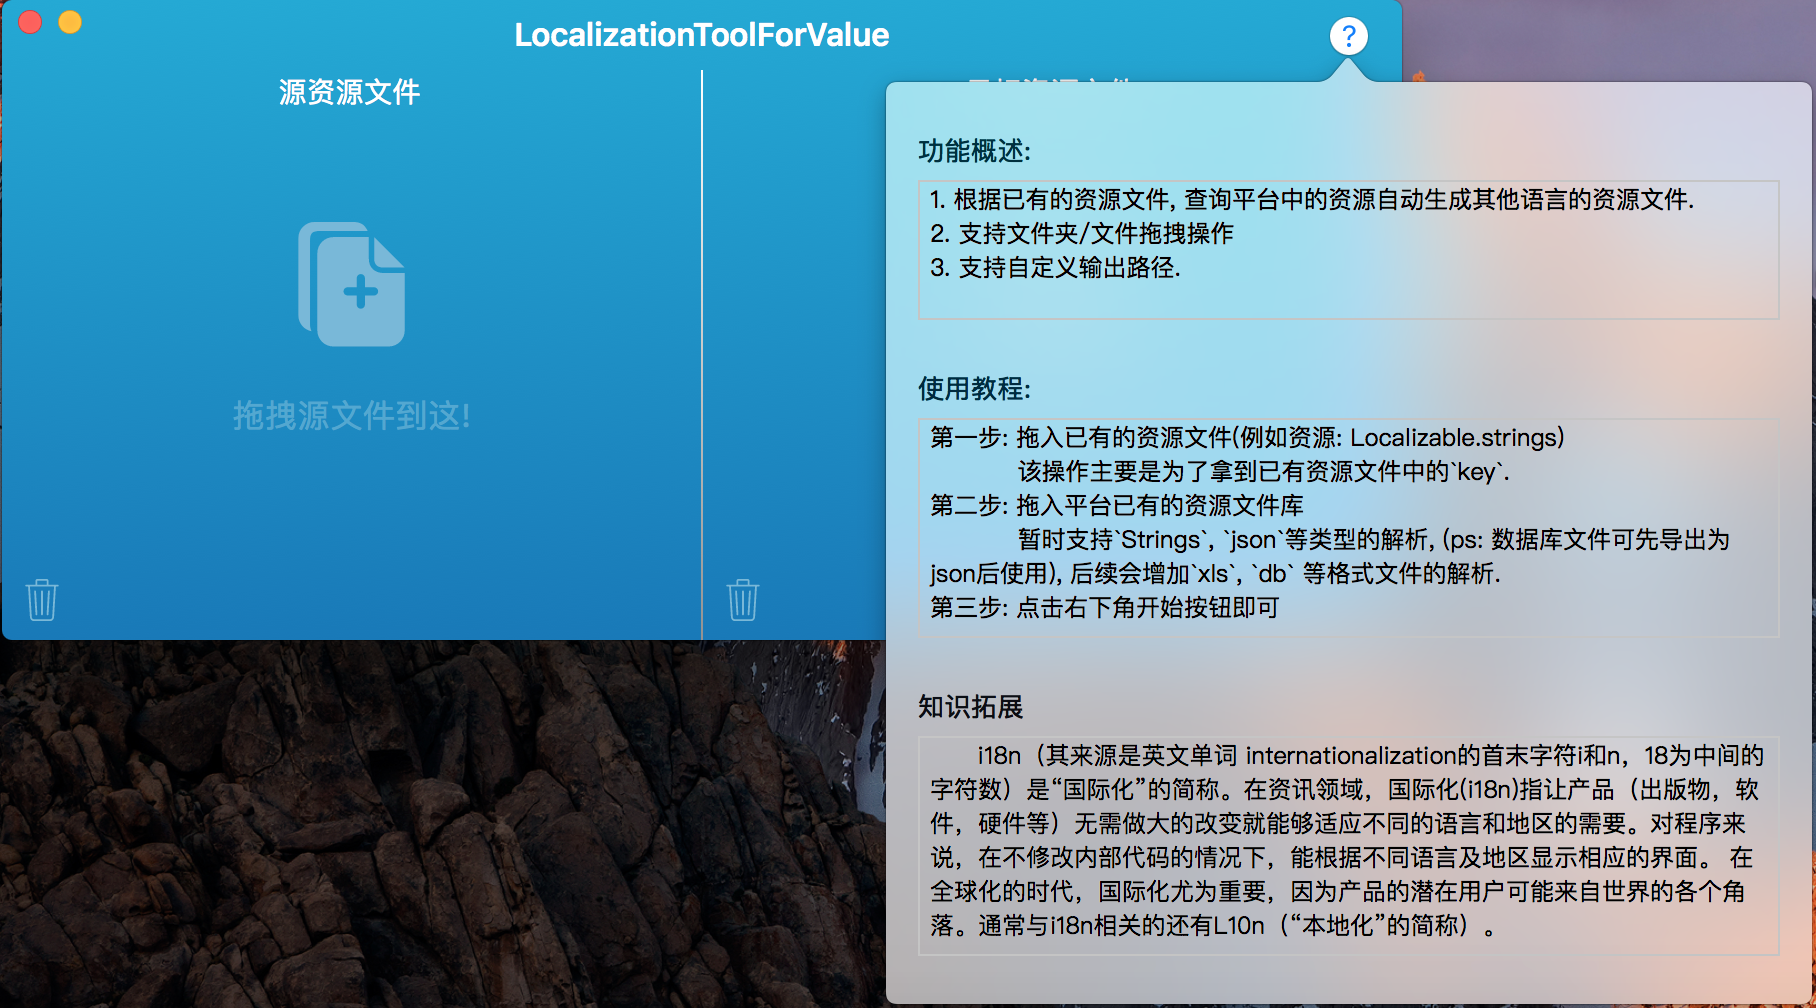 LocalizationToolForValue
?
源资源文件
拖拽源文件到这!
功能概述:
1. 根据已有的资源文件, 查询平台中的资源自动生成其他语言的资源文件.
2. 支持文件夹/文件拖拽操作
3. 支持自定义输出路径.
使用教程:
第一步: 拖入已有的资源文件(例如资源: Localizable.strings)
该操作主要是为了拿到已有资源文件中的`key`.
第二步: 拖入平台已有的资源文件库
暂时支持`Strings`, `json`等类型的解析, (ps: 数据库文件可先导出为
json后使用), 后续会增加`xls`, `db` 等格式文件的解析.
第三步: 点击右下角开始按钮即可
知识拓展
i18n（其来源是英文单词 internationalization的首末字符i和n，18为中间的
字符数）是“国际化”的简称。在资讯领域，国际化(i18n)指让产品（出版物，软
件，硬件等）无需做大的改变就能够适应不同的语言和地区的需要。对程序来
说，在不修改内部代码的情况下，能根据不同语言及地区显示相应的界面。 在
全球化的时代，国际化尤为重要，因为产品的潜在用户可能来自世界的各个角
落。通常与i18n相关的还有L10n（“本地化”的简称）。